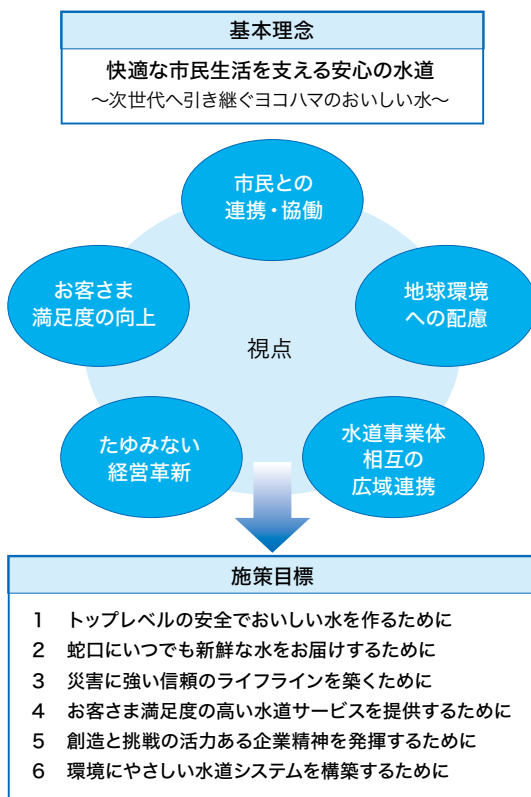 基本理念
快適な市民生活を支える安心の水道
〜次世代へ引き継ぐヨコハマのおいしい水〜
市民との
連携・協働
お客さま
満足度の向上
地球環境
への配慮
視点
たゆみない
経営革新
水道事業体
相互の
広域連携
施策目標
1 トップレベルの安全でおいしい水を作るために
2 蛇口にいつでも新鮮な水をお届けするために
3 災害に強い信頼のライフラインを築くために
4 お客さま満足度の高い水道サービスを提供するために
5 創造と挑戦の活力ある企業精神を発揮するために
6 環境にやさしい水道システムを構築するために